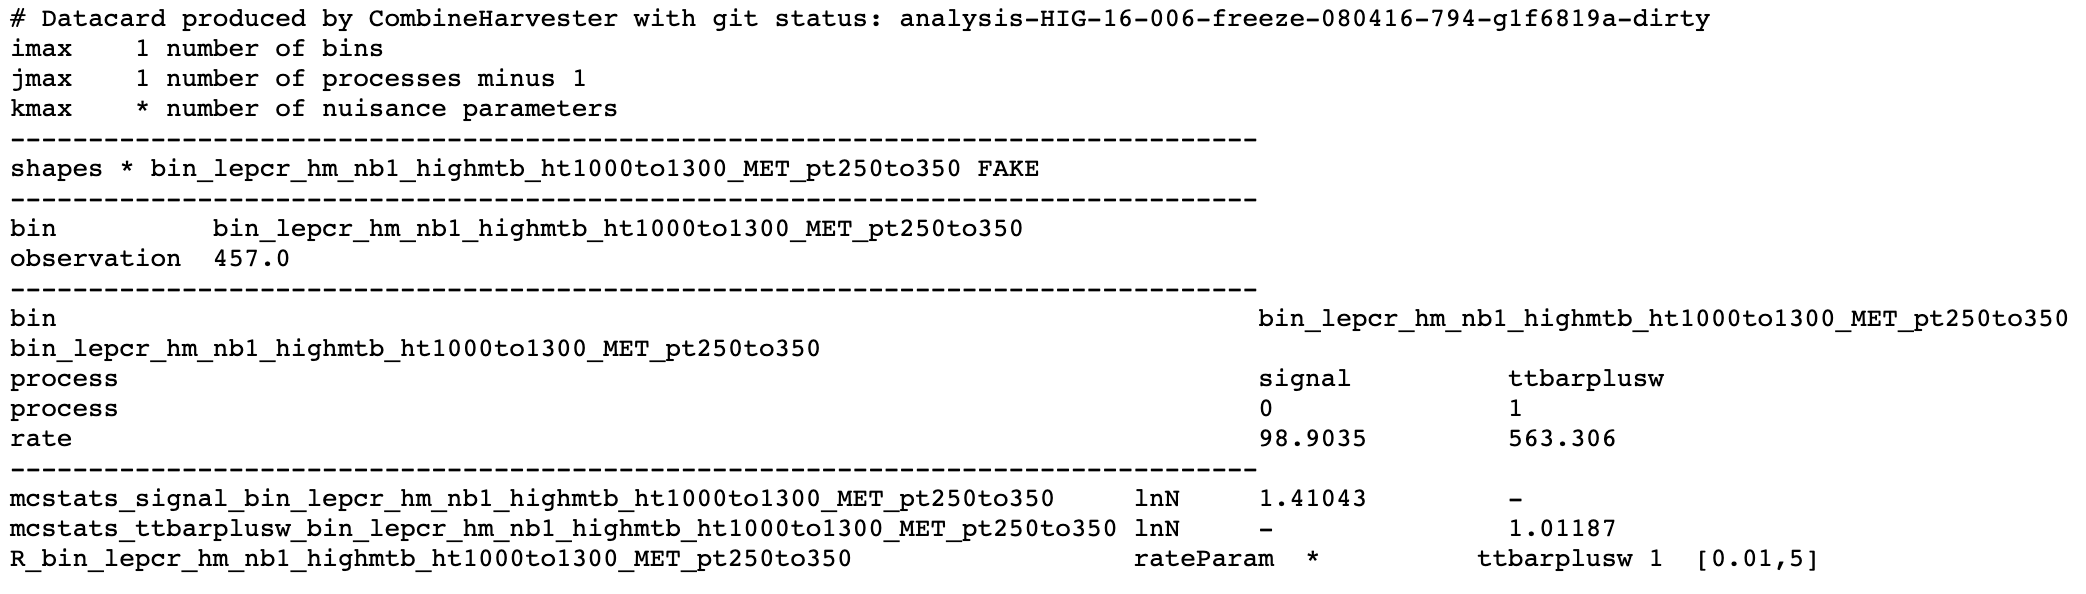 # Datacard produced by CombineHarvester with git status: analysis-HIG-16-006-freeze-080416-794-g1f6819a-dirty
imax    1 number of bins
jmax    1 number of processes minus 1
kmax    * number of nuisance parameters
--------------------------------------------------------------------------------
shapes * bin_lepcr_hm_nb1_highmtb_ht1000to1300_MET_pt250to350 FAKE
--------------------------------------------------------------------------------
bin          bin_lepcr_hm_nb1_highmtb_ht1000to1300_MET_pt250to350
observation  457.0
--------------------------------------------------------------------------------
bin                                                                             bin_lepcr_hm_nb1_highmtb_ht1000to1300_MET_pt250to350
bin_lepcr_hm_nb1_highmtb_ht1000to1300_MET_pt250to350
process                                                                         signal          ttbarplusw
process                                                                         0               1
rate                                                                            98.9035         563.306
--------------------------------------------------------------------------------
mcstats_signal_bin_lepcr_hm_nb1_highmtb_ht1000to1300_MET_pt250to350     lnN     1.41043         -
mcstats_ttbarplusw_bin_lepcr_hm_nb1_highmtb_ht1000to1300_MET_pt250to350 lnN     -               1.01187
R_bin_lepcr_hm_nb1_highmtb_ht1000to1300_MET_pt250to350                  rateParam  *          ttbarplusw 1  [0.01,5]